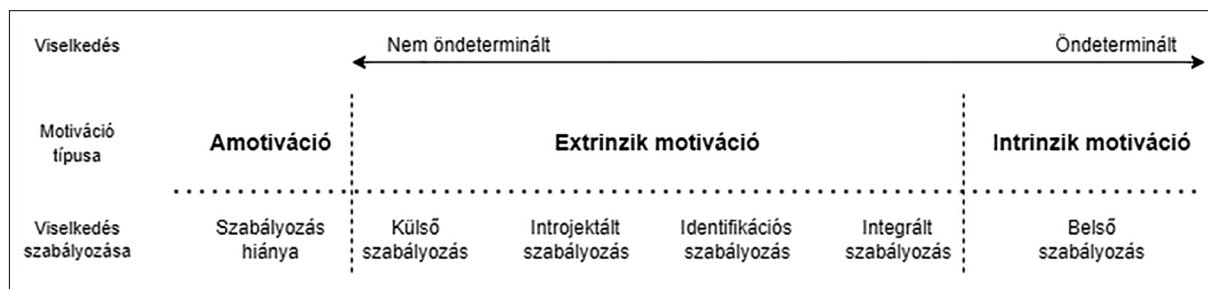 Viselkedés
Nem öndeterminált
Öndeterminált
Motiváció
típusa
Amotiváció
Extrinzik motiváció
Intrinzik motiváció
Viselkedés
szabályozása
Szabályozás
hiánya
Külső
szabályozás
Introjektált
szabályozás
Identifikációs
szabályozás
Integrált
szabályozás
Belső
szabályozás